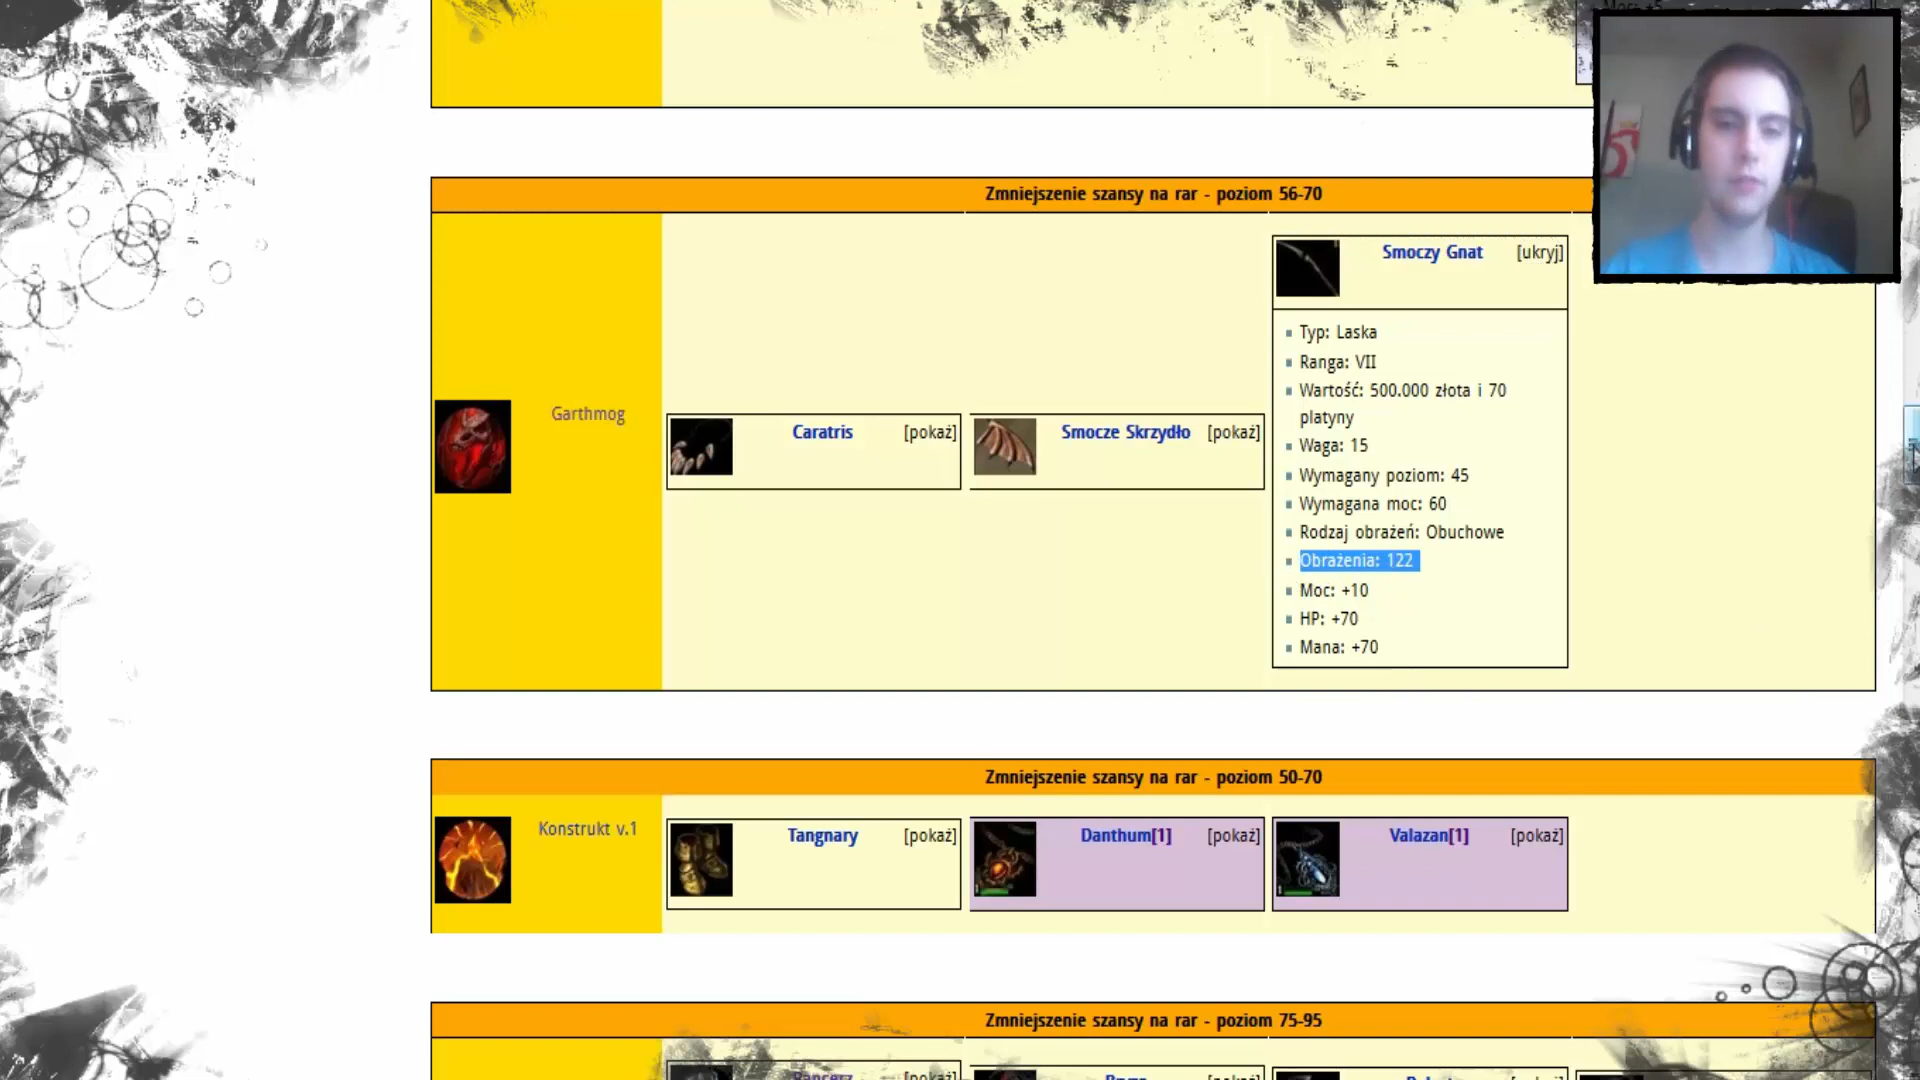 Zmniejszenie szansy na rar - poziom 56-70
Garthmog
Caratris [pokaż]
Smocze Skrzydło [pokaż]
Smoczy Gnat [ukryj]
Typ: Laska
Ranga: VII
Wartość: 500.000 złota i 70
platyny
Waga: 15
Wymagany poziom: 45
Wymagana moc: 60
Rodzaj obrażeń: Obuchowe
Obrażenia: 122
Moc: +10
HP: +70
Mana: +70
Zmniejszenie szansy na rar - poziom 50-70
Konstrukt v.1
Tangnary [pokaż]
Danthum[1] [pokaż]
Valazan[1] [pokaż]
Zmniejszenie szansy na rar - poziom 75-95